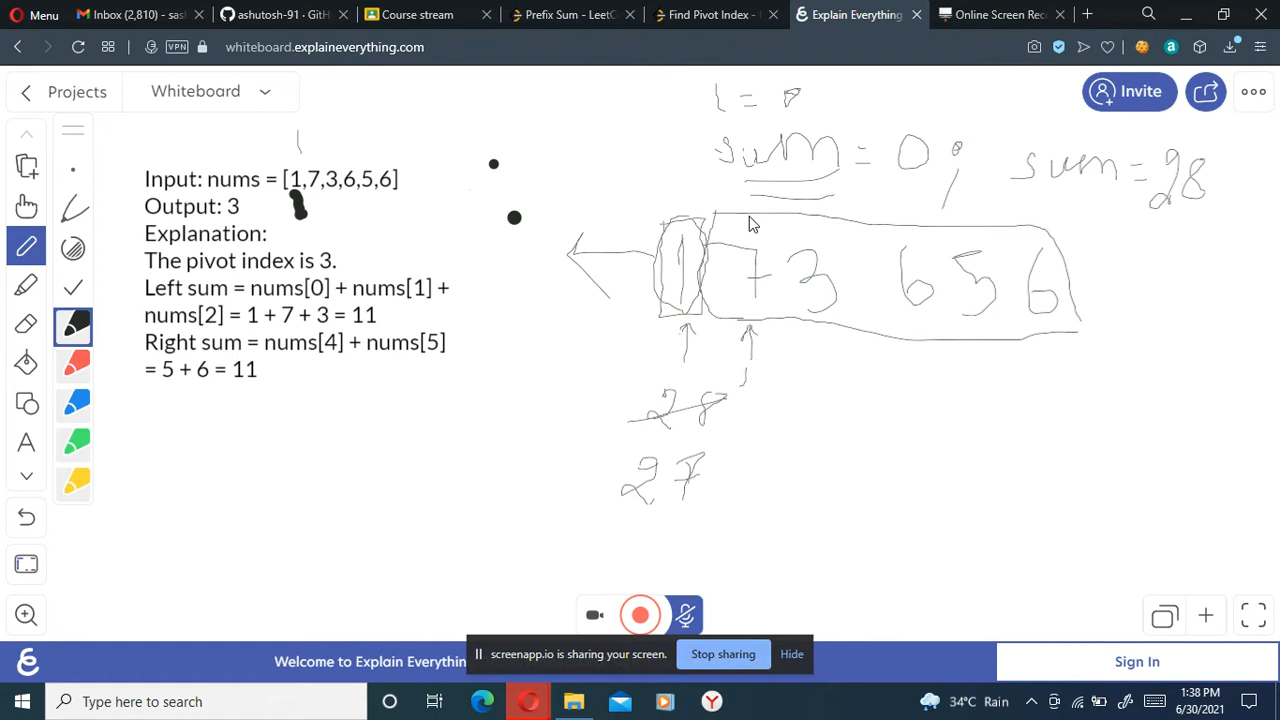 Menu
Inbox (2,810) - sas
ashutosh-91 · GitH
Course stream
Prefix Sum - LeetC
Find Pivot Index -
Explain Everything
Online Screen Rec
VPN
whiteboard.explaineverything.com
Projects
Whiteboard
Invite
Input: nums = [1,7,3,6,5,6]
Output: 3
Explanation:
The pivot index is 3.
Left sum = nums[0] + nums[1] +
nums[2] = 1 + 7 + 3 = 11
Right sum = nums[4] + nums[5]
= 5 + 6 = 11
sum = 0;
sum = 28
1 7 3 6 5 6
28
27
A
screenapp.io is sharing your screen.
Stop sharing
Hide
Welcome to Explain Everything
Sign In
Type here to search
34°C Rain
1:38 PM
6/30/2021